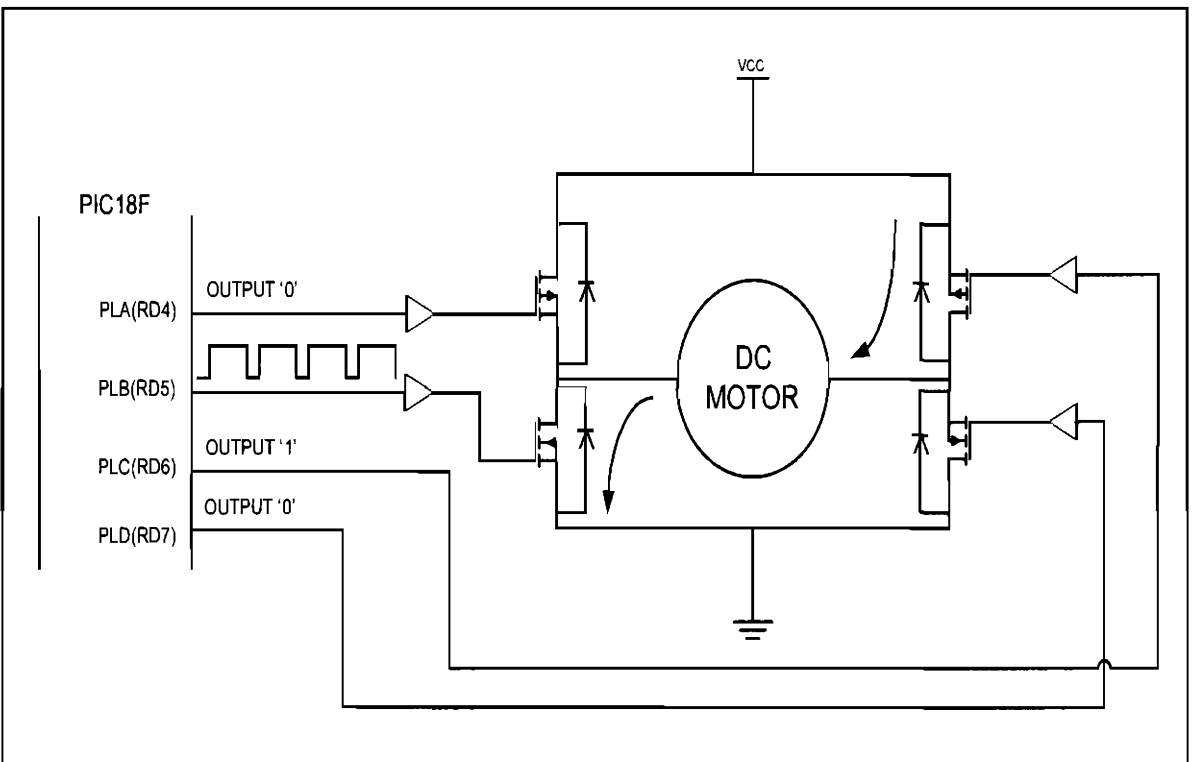 VCC
PIC18F
OUTPUT ‘0’
PLA(RD4)
PLB(RD5)
OUTPUT ‘1’
PLC(RD6)
OUTPUT ‘0’
PLD(RD7)
DC
MOTOR